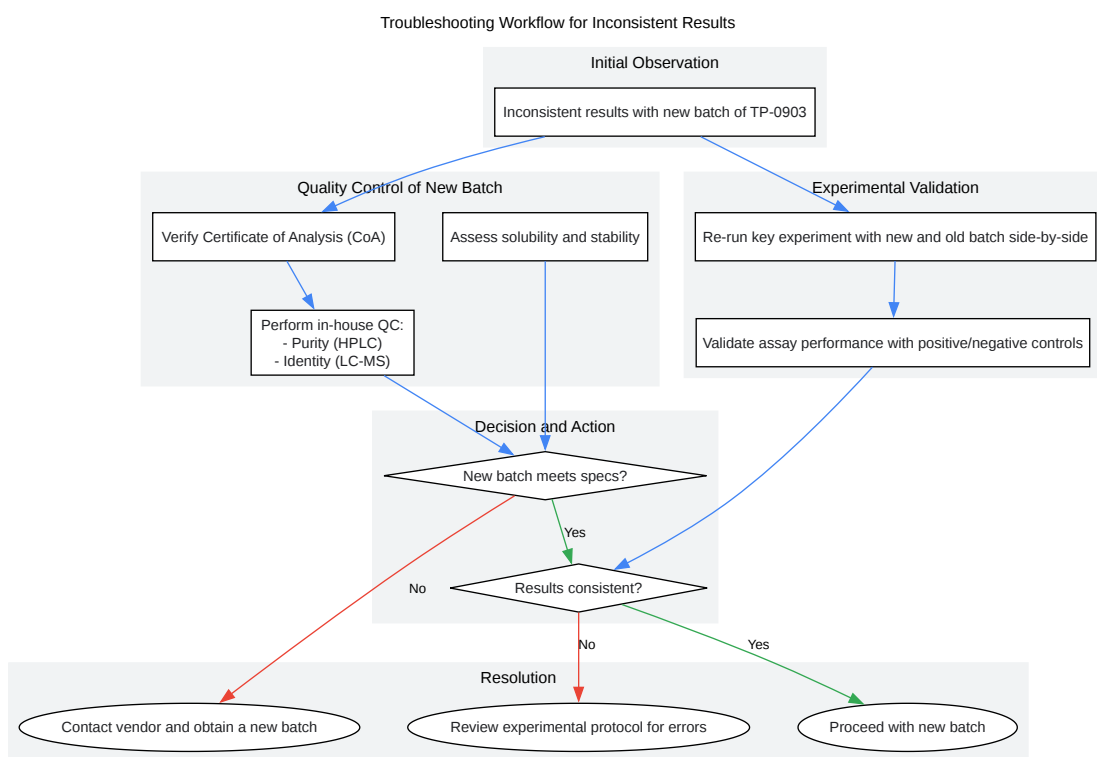 Troubleshooting Workflow for Inconsistent Results
Initial Observation
Inconsistent results with new batch of TP-0903
Quality Control of New Batch
Experimental Validation
Verify Certificate of Analysis (CoA)
Assess solubility and stability
Re-run key experiment with new and old batch side-by-side
Perform in-house QC:
- Purity (HPLC)
- Identity (LC-MS)
Validate assay performance with positive/negative controls
Decision and Action
New batch meets specs?
Yes
Results consistent?
No
No
Yes
Resolution
Contact vendor and obtain a new batch
Review experimental protocol for errors
Proceed with new batch